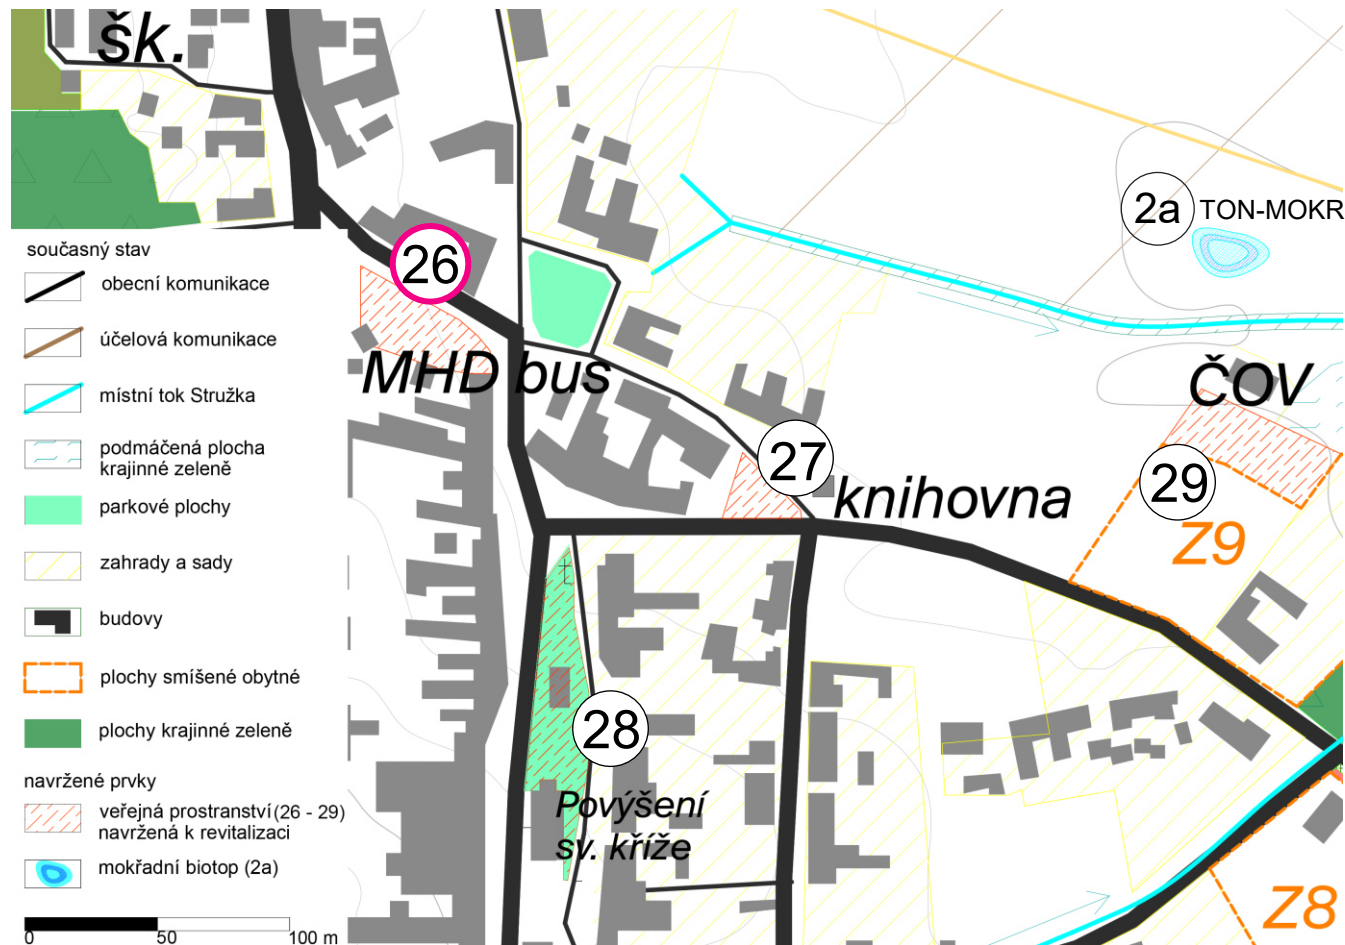 šk.
2a TON-MOKR
26
MHD bus
ČOV
27
knihovna
29
Z9
28
Povýšení
sv. kříže
Z8
současný stav
obecní komunikace
účelová komunikace
místní tok Stružka
podmáčená plocha
krajinné zeleně
parkové plochy
zahrady a sady
budovy
plochy smíšené obytné
plochy krajinné zeleně
navržené prvky
veřejná prostranství (26 - 29)
navržená k revitalizaci
mokřadní biotop (2a)
0 50 100 m